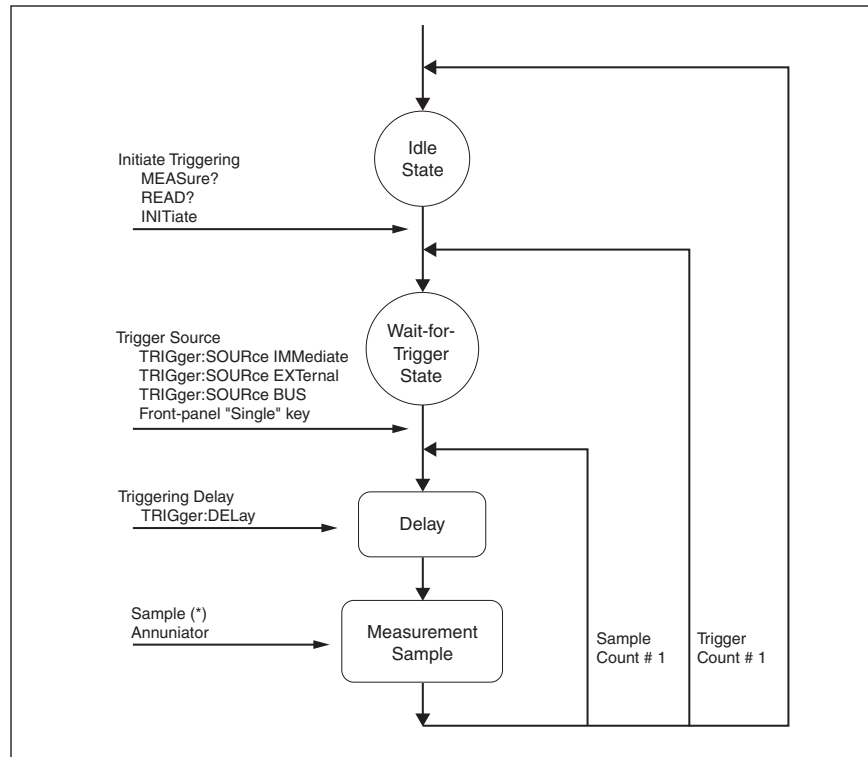 Idle
State
Initiate Triggering
MEASure?
READ?
INITiate
Wait-for-
Trigger
State
Trigger Source
TRIGger:SOURce IMMediate
TRIGger:SOURce EXTernal
TRIGger:SOURce BUS
Front-panel "Single" key
Triggering Delay
TRIGger:DELay
Delay
Sample (*)
Annuniator
Measurement
Sample
Sample
Count # 1
Trigger
Count # 1